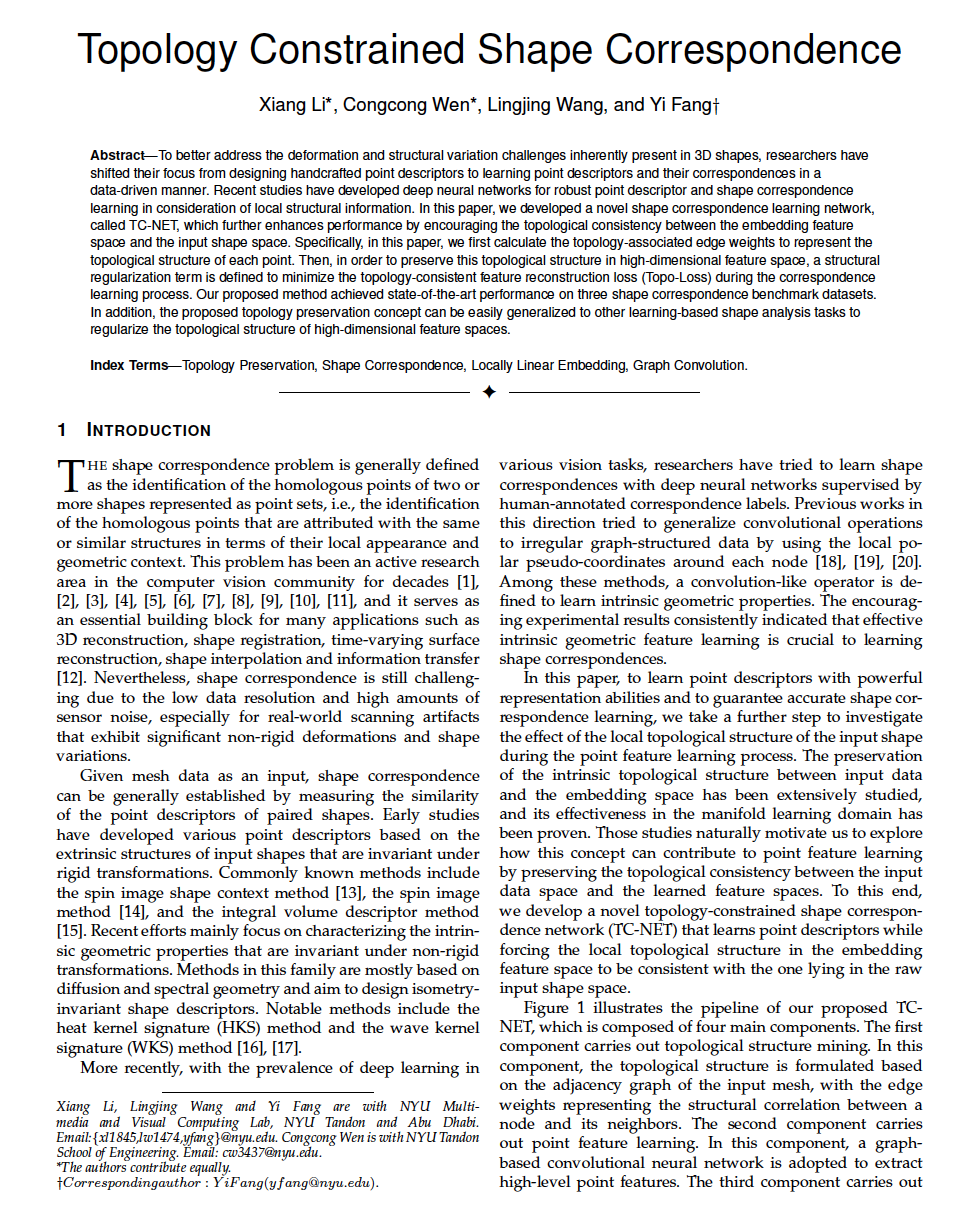 Topology Constrained Shape Correspondence
Xiang Li*, Congcong Wen*, Lingjing Wang, and Yi Fang†
Abstract—To better address the deformation and structural variation challenges inherently present in 3D shapes, researchers have
shifted their focus from designing handcrafted point descriptors to learning point descriptors and their correspondences in a
data-driven manner. Recent studies have developed deep neural networks for robust point descriptor and shape correspondence
learning in consideration of local structural information. In this paper, we developed a novel shape correspondence learning network,
called TC-NET, which further enhances performance by encouraging the topological consistency between the embedding feature
space and the input shape space. Specifically, in this paper, we first calculate the topology-associated edge weights to represent the
topological structure of each point. Then, in order to preserve this topological structure in high-dimensional feature space, a structural
regularization term is defined to minimize the topology-consistent feature reconstruction loss (Topo-Loss) during the correspondence
learning process. Our proposed method achieved state-of-the-art performance on three shape correspondence benchmark datasets.
In addition, the proposed topology preservation concept can be easily generalized to other learning-based shape analysis tasks to
regularize the topological structure of high-dimensional feature spaces.
Index Terms—Topology Preservation, Shape Correspondence, Locally Linear Embedding, Graph Convolution.
1 INTRODUCTION
THE shape correspondence problem is generally defined
as the identification of the homologous points of two or
more shapes represented as point sets, i.e., the identification
of the homologous points that are attributed with the same
or similar structures in terms of their local appearance and
geometric context. This problem has been an active research
area in the computer vision community for decades [1],
[2], [3], [4], [5], [6], [7], [8], [9], [10], [11], and it serves as
an essential building block for many applications such as
3D reconstruction, shape registration, time-varying surface
reconstruction, shape interpolation and information transfer
[12]. Nevertheless, shape correspondence is still challeng-
ing due to the low data resolution and high amounts of
sensor noise, especially for real-world scanning artifacts
that exhibit significant non-rigid deformations and shape
variations.
Given mesh data as an input, shape correspondence
can be generally established by measuring the similarity
of the point descriptors of paired shapes. Early studies
have developed various point descriptors based on the
extrinsic structures of input shapes that are invariant under
rigid transformations. Commonly known methods include
the spin image shape context method [13], the spin image
method [14], and the integral volume descriptor method
[15]. Recent efforts mainly focus on characterizing the intrin-
sic geometric properties that are invariant under non-rigid
transformations. Methods in this family are mostly based on
diffusion and spectral geometry and aim to design isometry-
invariant shape descriptors. Notable methods include the
heat kernel signature (HKS) method and the wave kernel
signature (WKS) method [16], [17].
More recently, with the prevalence of deep learning in
Xiang Li, Lingjing Wang and Yi Fang are with NYU Multi-
media and Visual Computing Lab, NYU Tandon and Abu Dhabi.
Email:{xl1845,lw1474,yfang}@nyu.edu. Congcong Wen is with NYU Tandon
School of Engineering. Email: cw3437@nyu.edu.
*The authors contribute equally.
†Correspondingauthor : YiFang(yfang@nyu.edu).
various vision tasks, researchers have tried to learn shape
correspondences with deep neural networks supervised by
human-annotated correspondence labels. Previous works in
this direction tried to generalize convolutional operations
to irregular graph-structured data by using the local po-
lar pseudo-coordinates around each node [18], [19], [20].
Among these methods, a convolution-like operator is de-
fined to learn intrinsic geometric properties. The encourag-
ing experimental results consistently indicated that effective
intrinsic geometric feature learning is crucial to learning
shape correspondences.
In this paper, to learn point descriptors with powerful
representation abilities and to guarantee accurate shape cor-
respondence learning, we take a further step to investigate
the effect of the local topological structure of the input shape
during the point feature learning process. The preservation
of the intrinsic topological structure between input data
and the embedding space has been extensively studied,
and its effectiveness in the manifold learning domain has
been proven. Those studies naturally motivate us to explore
how this concept can contribute to point feature learning
by preserving the topological consistency between the input
data space and the learned feature spaces. To this end,
we develop a novel topology-constrained shape correspon-
dence network (TC-NET) that learns point descriptors while
forcing the local topological structure in the embedding
feature space to be consistent with the one lying in the raw
input shape space.
Figure 1 illustrates the pipeline of our proposed TC-
NET, which is composed of four main components. The first
component carries out topological structure mining. In this
component, the topological structure is formulated based
on the adjacency graph of the input mesh, with the edge
weights representing the structural correlation between a
node and its neighbors. The second component carries
out point feature learning. In this component, a graph-
based convolutional neural network is adopted to extract
high-level point features. The third component carries out